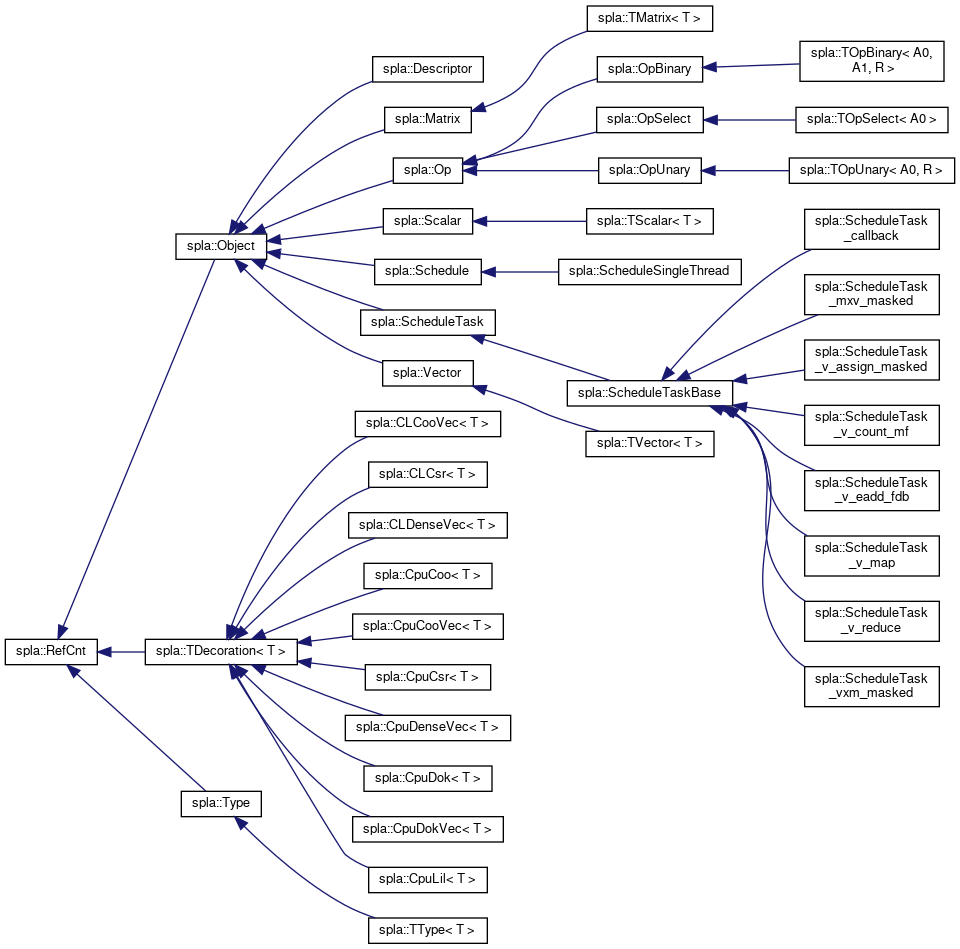 spla::TMatrix< T >
spla::TOpBinary< A0,
A1, R >
spla::Descriptor
spla::OpBinary
spla::Matrix
spla::OpSelect
spla::TOpSelect< A0 >
spla::Op
spla::OpUnary
spla::TOpUnary< A0, R >
spla::Scalar
spla::TScalar< T >
spla::ScheduleTask
_callback
spla::Object
spla::Schedule
spla::ScheduleSingleThread
spla::ScheduleTask
_mxv_masked
spla::ScheduleTask
spla::ScheduleTask
_v_assign_masked
spla::Vector
spla::ScheduleTaskBase
spla::CLCooVec< T >
spla::ScheduleTask
_v_count_mf
spla::TVector< T >
spla::CLCsr< T >
spla::ScheduleTask
_v_eadd_fdb
spla::CLDenseVec< T >
spla::ScheduleTask
_v_map
spla::CpuCoo< T >
spla::CpuCooVec< T >
spla::ScheduleTask
_v_reduce
spla::RefCnt
spla::TDecoration< T >
spla::CpuCsr< T >
spla::ScheduleTask
_vxm_masked
spla::CpuDenseVec< T >
spla::CpuDok< T >
spla::Type
spla::CpuDokVec< T >
spla::CpuLil< T >
spla::TType< T >